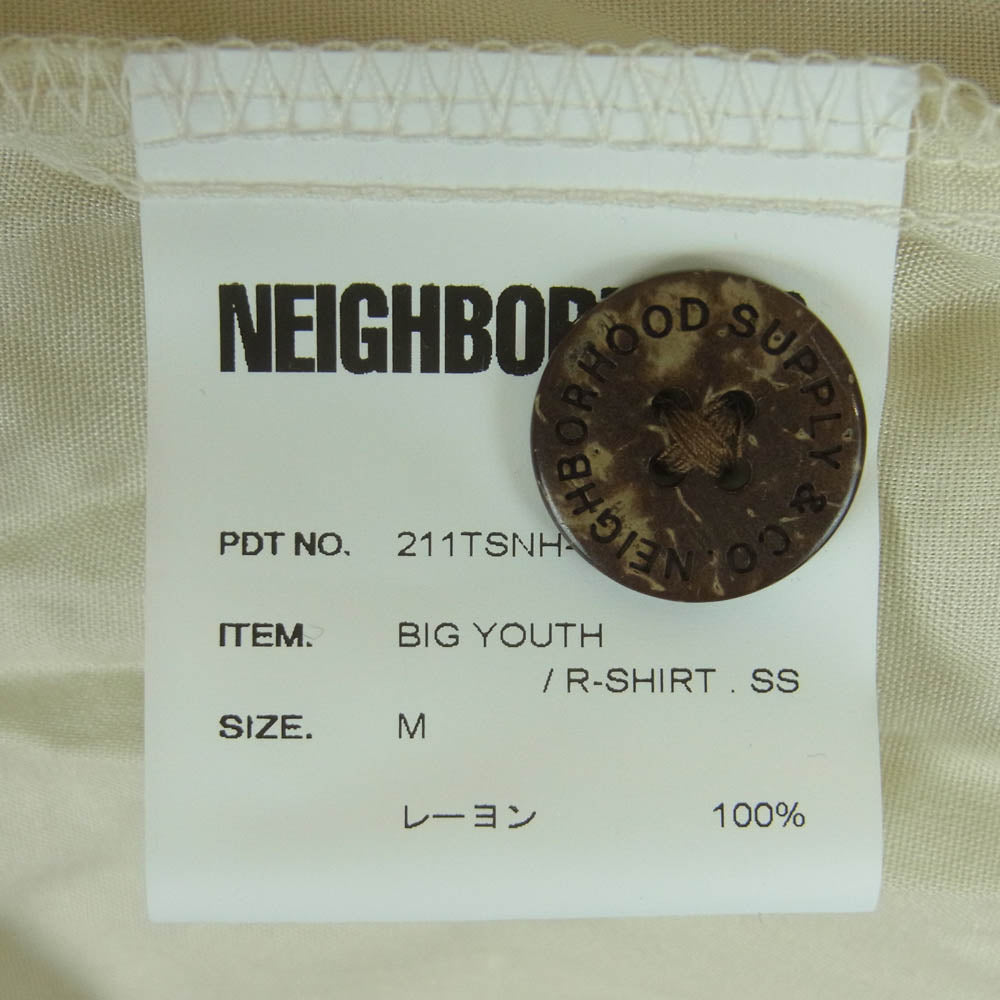 NEIGHBOR
NEIGHBORHOOD SUPPLY & CO.
PDT NO. 211TSNH-
ITEM. BIG YOUTH
/ R-SHIRT . SS
SIZE. M
レーヨン 100%